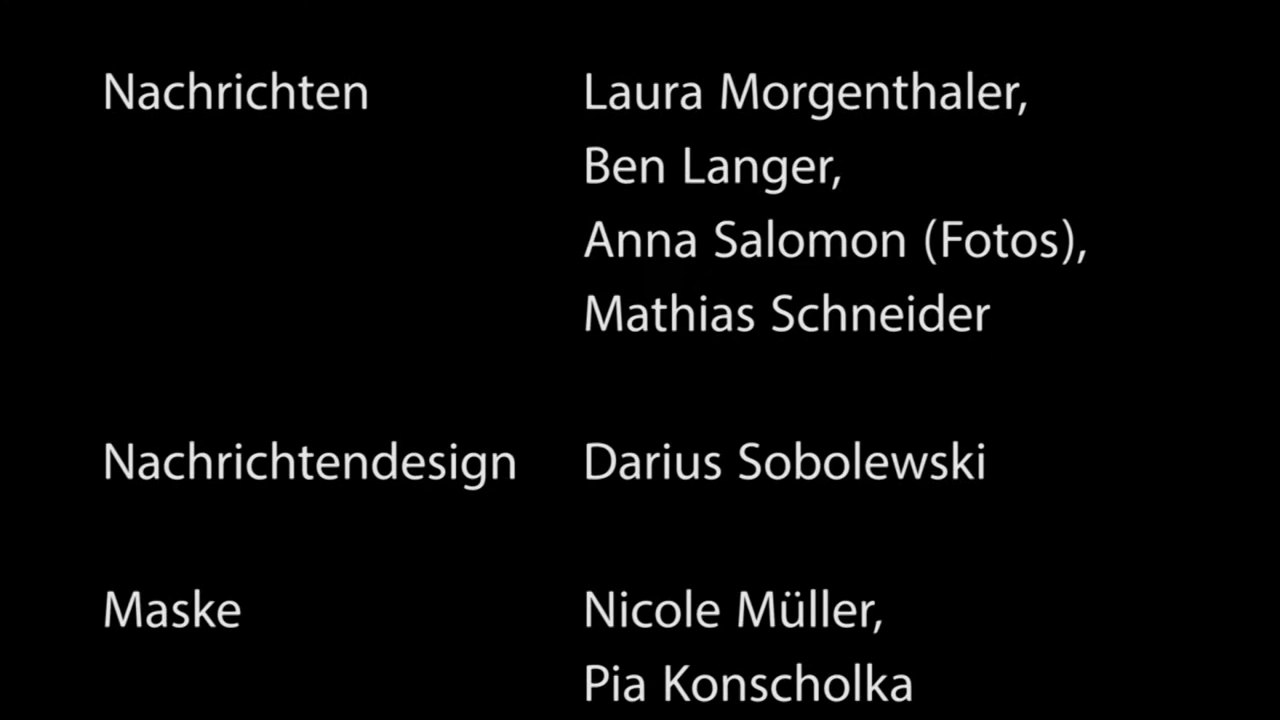 Nachrichten Laura Morgenthaler,
Ben Langer,
Anna Salomon (Fotos),
Mathias Schneider
Nachrichtendesign Darius Sobolewski
Maske Nicole Müller,
Pia Konscholka